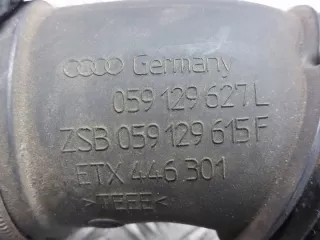 Germany
059 129 627 L
ZSB 059 129 615 F
ETX 446 301
>TEEE<